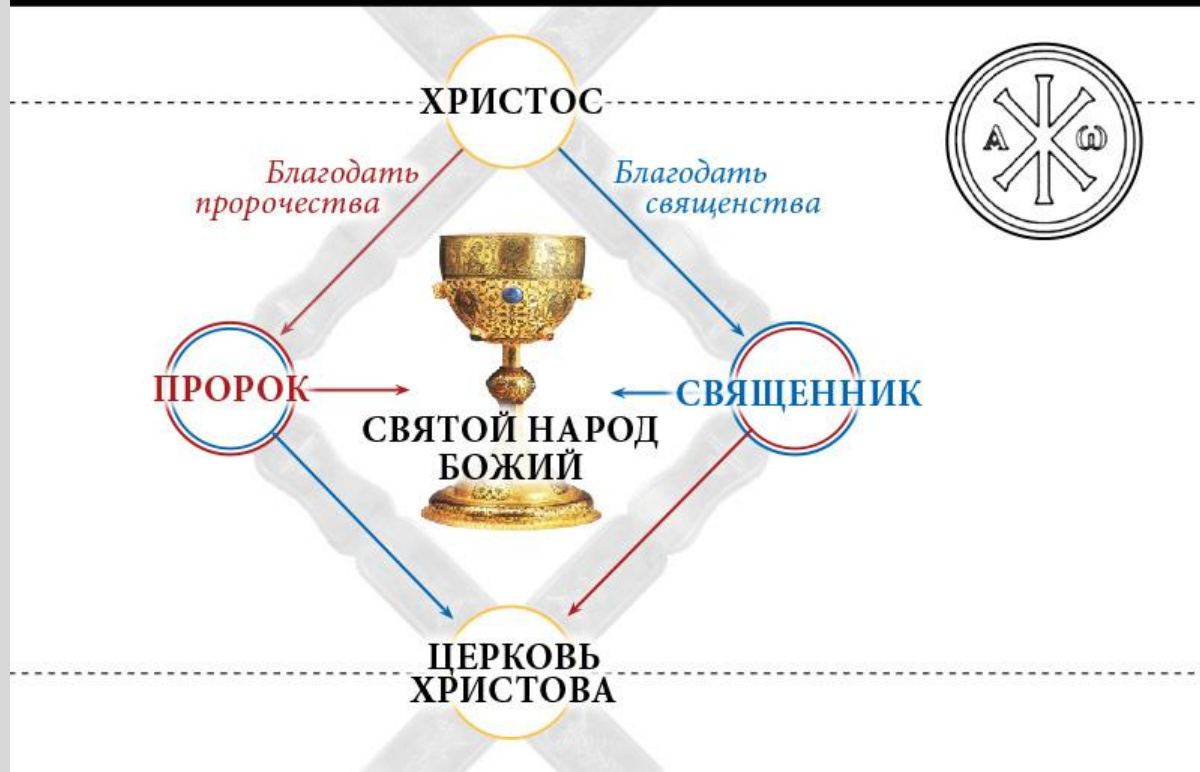 ХРИСТОС
Благодать
пророчества
Благодать
священства
Α Ω
ПРОРОК
СВЯЩЕННИК
СВЯТОЙ НАРОД
БОЖИЙ
ЦЕРКОВЬ
ХРИСТОВА